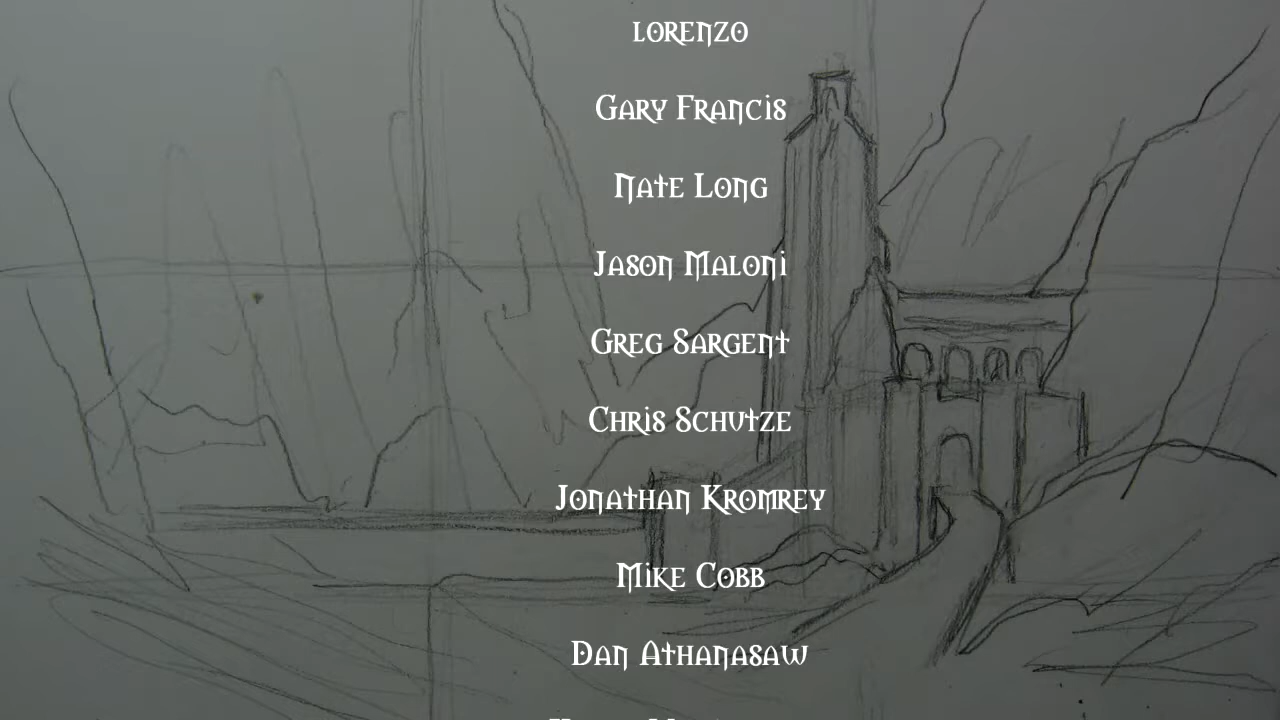 LORENZO
GARY FRANCIS
NATE LONG
JASON MALONI
GREG SARGENT
CHRIS SCHUTZE
JONATHAN KROMREY
MIKE COBB
DAN ATHANASAW